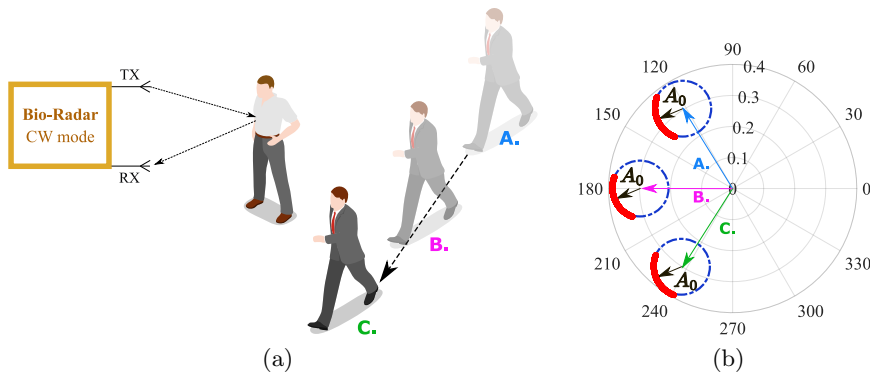 TX
Bio-Radar
CW mode
RX
A.
B.
C.
(a)
90
120
60
0.4
150
0.3
30
0.2
0.1
180
0
0
210
330
240
300
270
A₀
A₀
A₀
A.
B.
C.
(b)